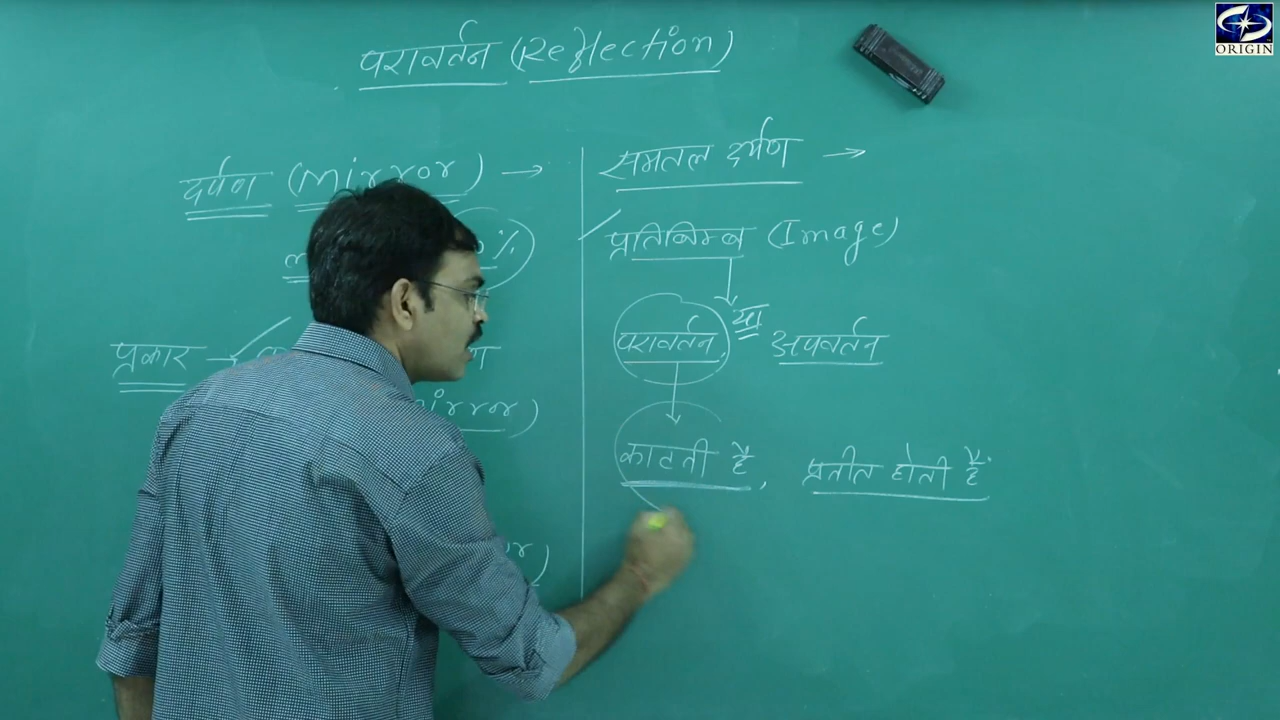 परावर्तन (Reflection)
दर्पण (Mirror) →
%
प्रकार →
समतल दर्पण →
प्रतिबिम्ब (Image)
परावर्तन, या अपवर्तन
काटती है, प्रतीत होती है
ORIGIN